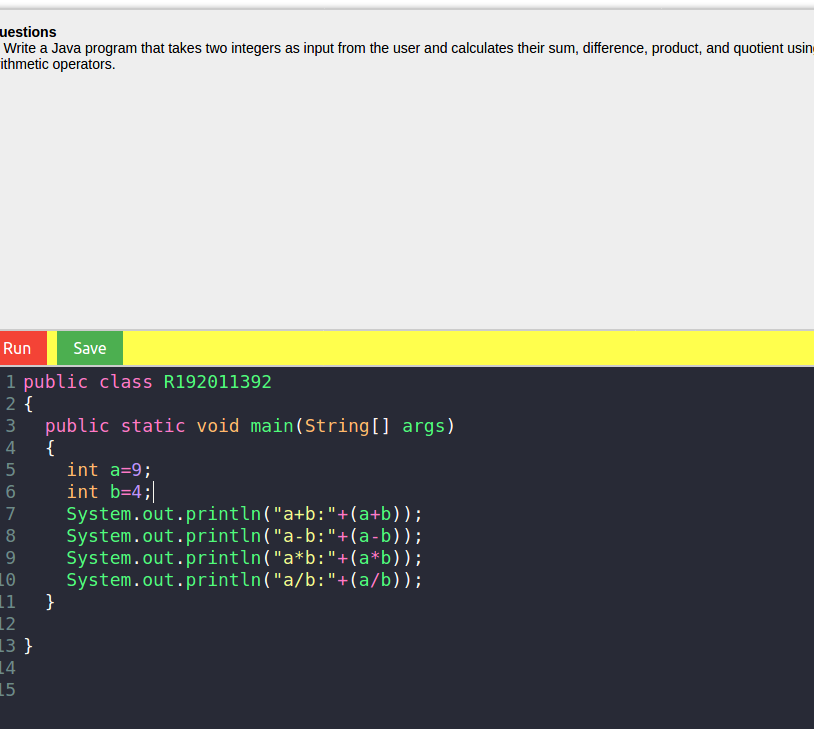 uestions
Write a Java program that takes two integers as input from the user and calculates their sum, difference, product, and quotient usin
ithmetic operators.
Run Save
1 public class R192011392
2 {
3 public static void main(String[] args)
4 {
5 int a=9;
6 int b=4;
7 System.out.println("a+b:"+(a+b));
8 System.out.println("a-b:"+(a-b));
9 System.out.println("a*b:"+(a*b));
10 System.out.println("a/b:"+(a/b));
11 }
12
13 }
14
15